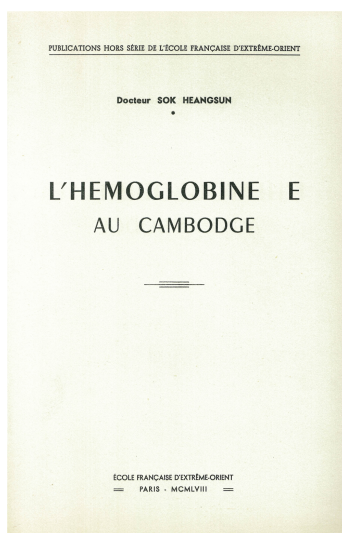 PUBLICATIONS HORS SÉRIE DE L'ÉCOLE FRANÇAISE D'EXTRÊME-ORIENT
Docteur SOK HEANGSUN
L'HEMOGLOBINE E
AU CAMBODGE
ÉCOLE FRANÇAISE D'EXTRÊME-ORIENT
PARIS - MCMLVIII